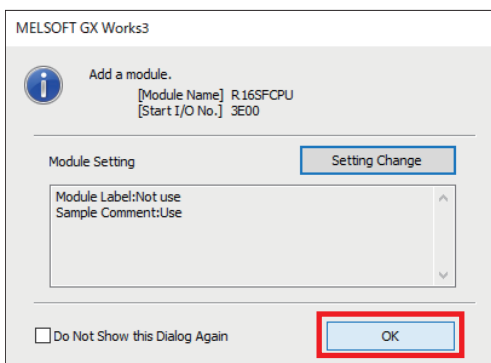 MELSOFT GX Works3
Add a module.
[Module Name] R16SFCPU
[Start I/O No.] 3E00
Module Setting
Setting Change
Module Label:Not use
Sample Comment:Use
Do Not Show this Dialog Again
OK